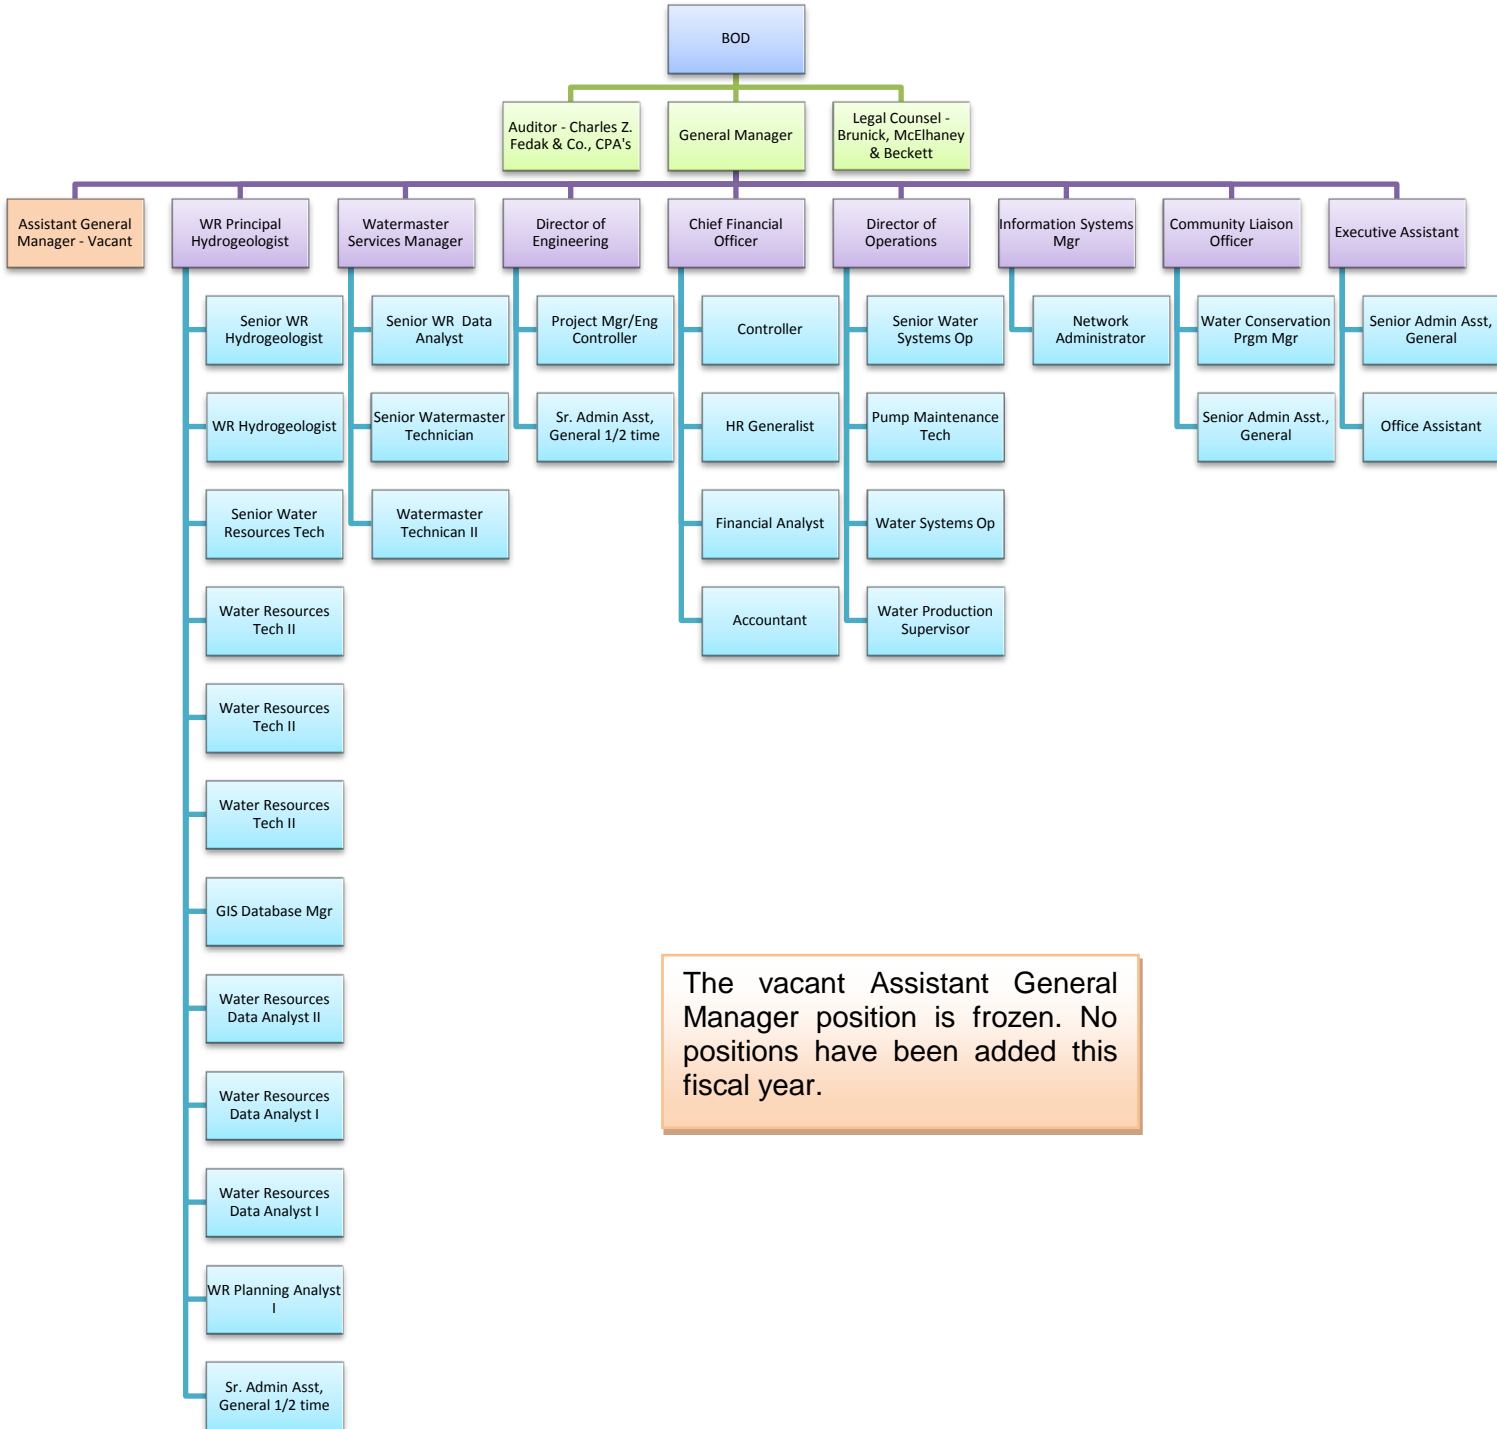 BOD
Auditor - Charles Z.
Fedak & Co., CPA's
General Manager
Legal Counsel -
Brunick, McElhaney
& Beckett
Assistant General
Manager - Vacant
WR Principal
Hydrogeologist
Watermaster
Services Manager
Director of
Engineering
Chief Financial
Officer
Director of
Operations
Information Systems
Mgr
Community Liaison
Officer
Executive Assistant
Senior WR
Hydrogeologist
WR Hydrogeologist
Senior Water
Resources Tech
Water Resources
Tech II
Water Resources
Tech II
Water Resources
Tech II
GIS Database Mgr
Water Resources
Data Analyst II
Water Resources
Data Analyst I
Water Resources
Data Analyst I
WR Planning Analyst
I
Sr. Admin Asst,
General 1/2 time
Senior WR Data
Analyst
Senior Watermaster
Technician
Watermaster
Technican II
Project Mgr/Eng
Controller
Sr. Admin Asst,
General 1/2 time
Controller
HR Generalist
Financial Analyst
Accountant
Senior Water
Systems Op
Pump Maintenance
Tech
Water Systems Op
Water Production
Supervisor
Network
Administrator
Water Conservation
Prgm Mgr
Senior Admin Asst.,
General
Senior Admin Asst,
General
Office Assistant
The vacant Assistant General
Manager position is frozen. No
positions have been added this
fiscal year.